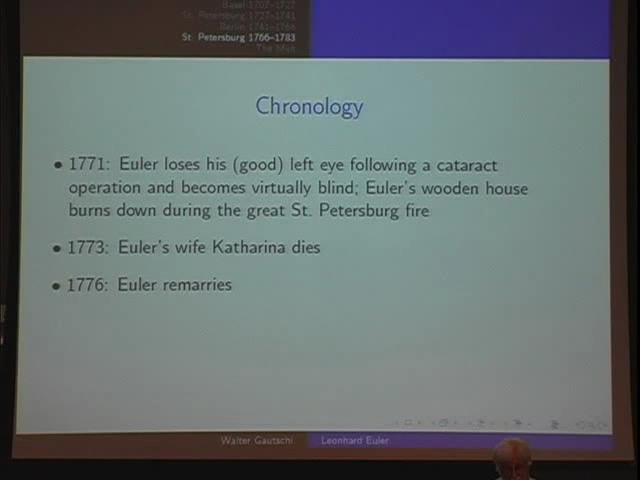 Basel 1707–1727
St. Petersburg 1727–1741
Berlin 1741–1766
St. Petersburg 1766–1783
The Man
Chronology
• 1771: Euler loses his (good) left eye following a cataract
operation and becomes virtually blind; Euler's wooden house
burns down during the great St. Petersburg fire
• 1773: Euler's wife Katharina dies
• 1776: Euler remarries
Walter Gautschi Leonhard Euler